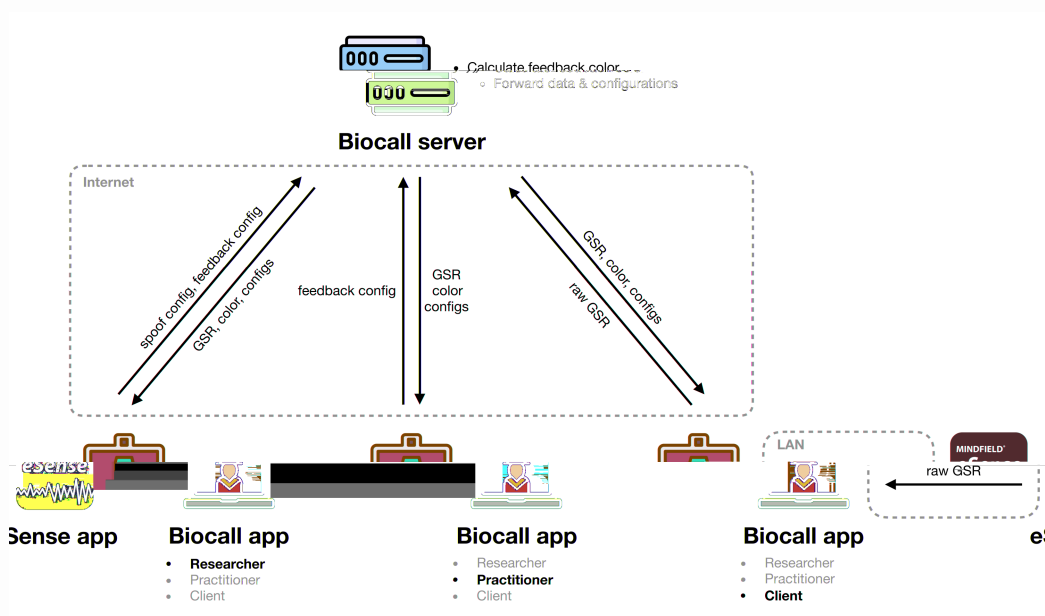 Calculate feedback color
Forward data & configurations
Biocall server
Internet
spoof config, feedback config
GSR, color, configs
feedback config
GSR
color
configs
GSR, color, configs
raw GSR
LAN
MINDFIELD®
eSense
raw GSR
Sense app
Biocall app
Researcher
Practitioner
Client
Biocall app
Researcher
Practitioner
Client
Biocall app
Researcher
Practitioner
Client